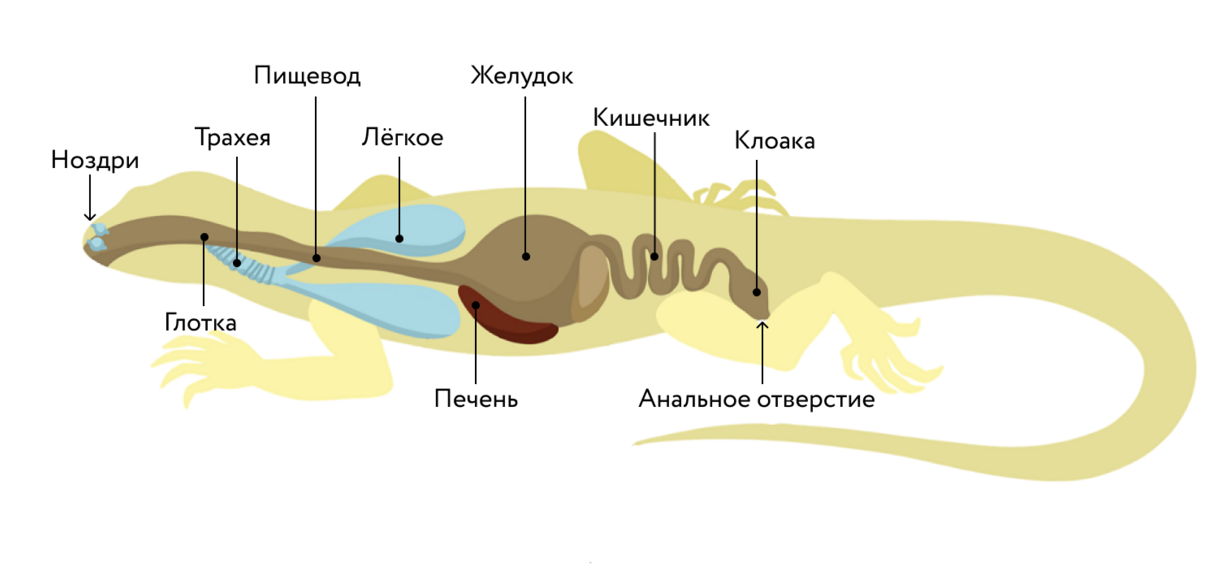 Пищевод
Желудок
Кишечник
Трахея
Лёгкое
Клоака
Ноздри
Глотка
Печень
Анальное отверстие